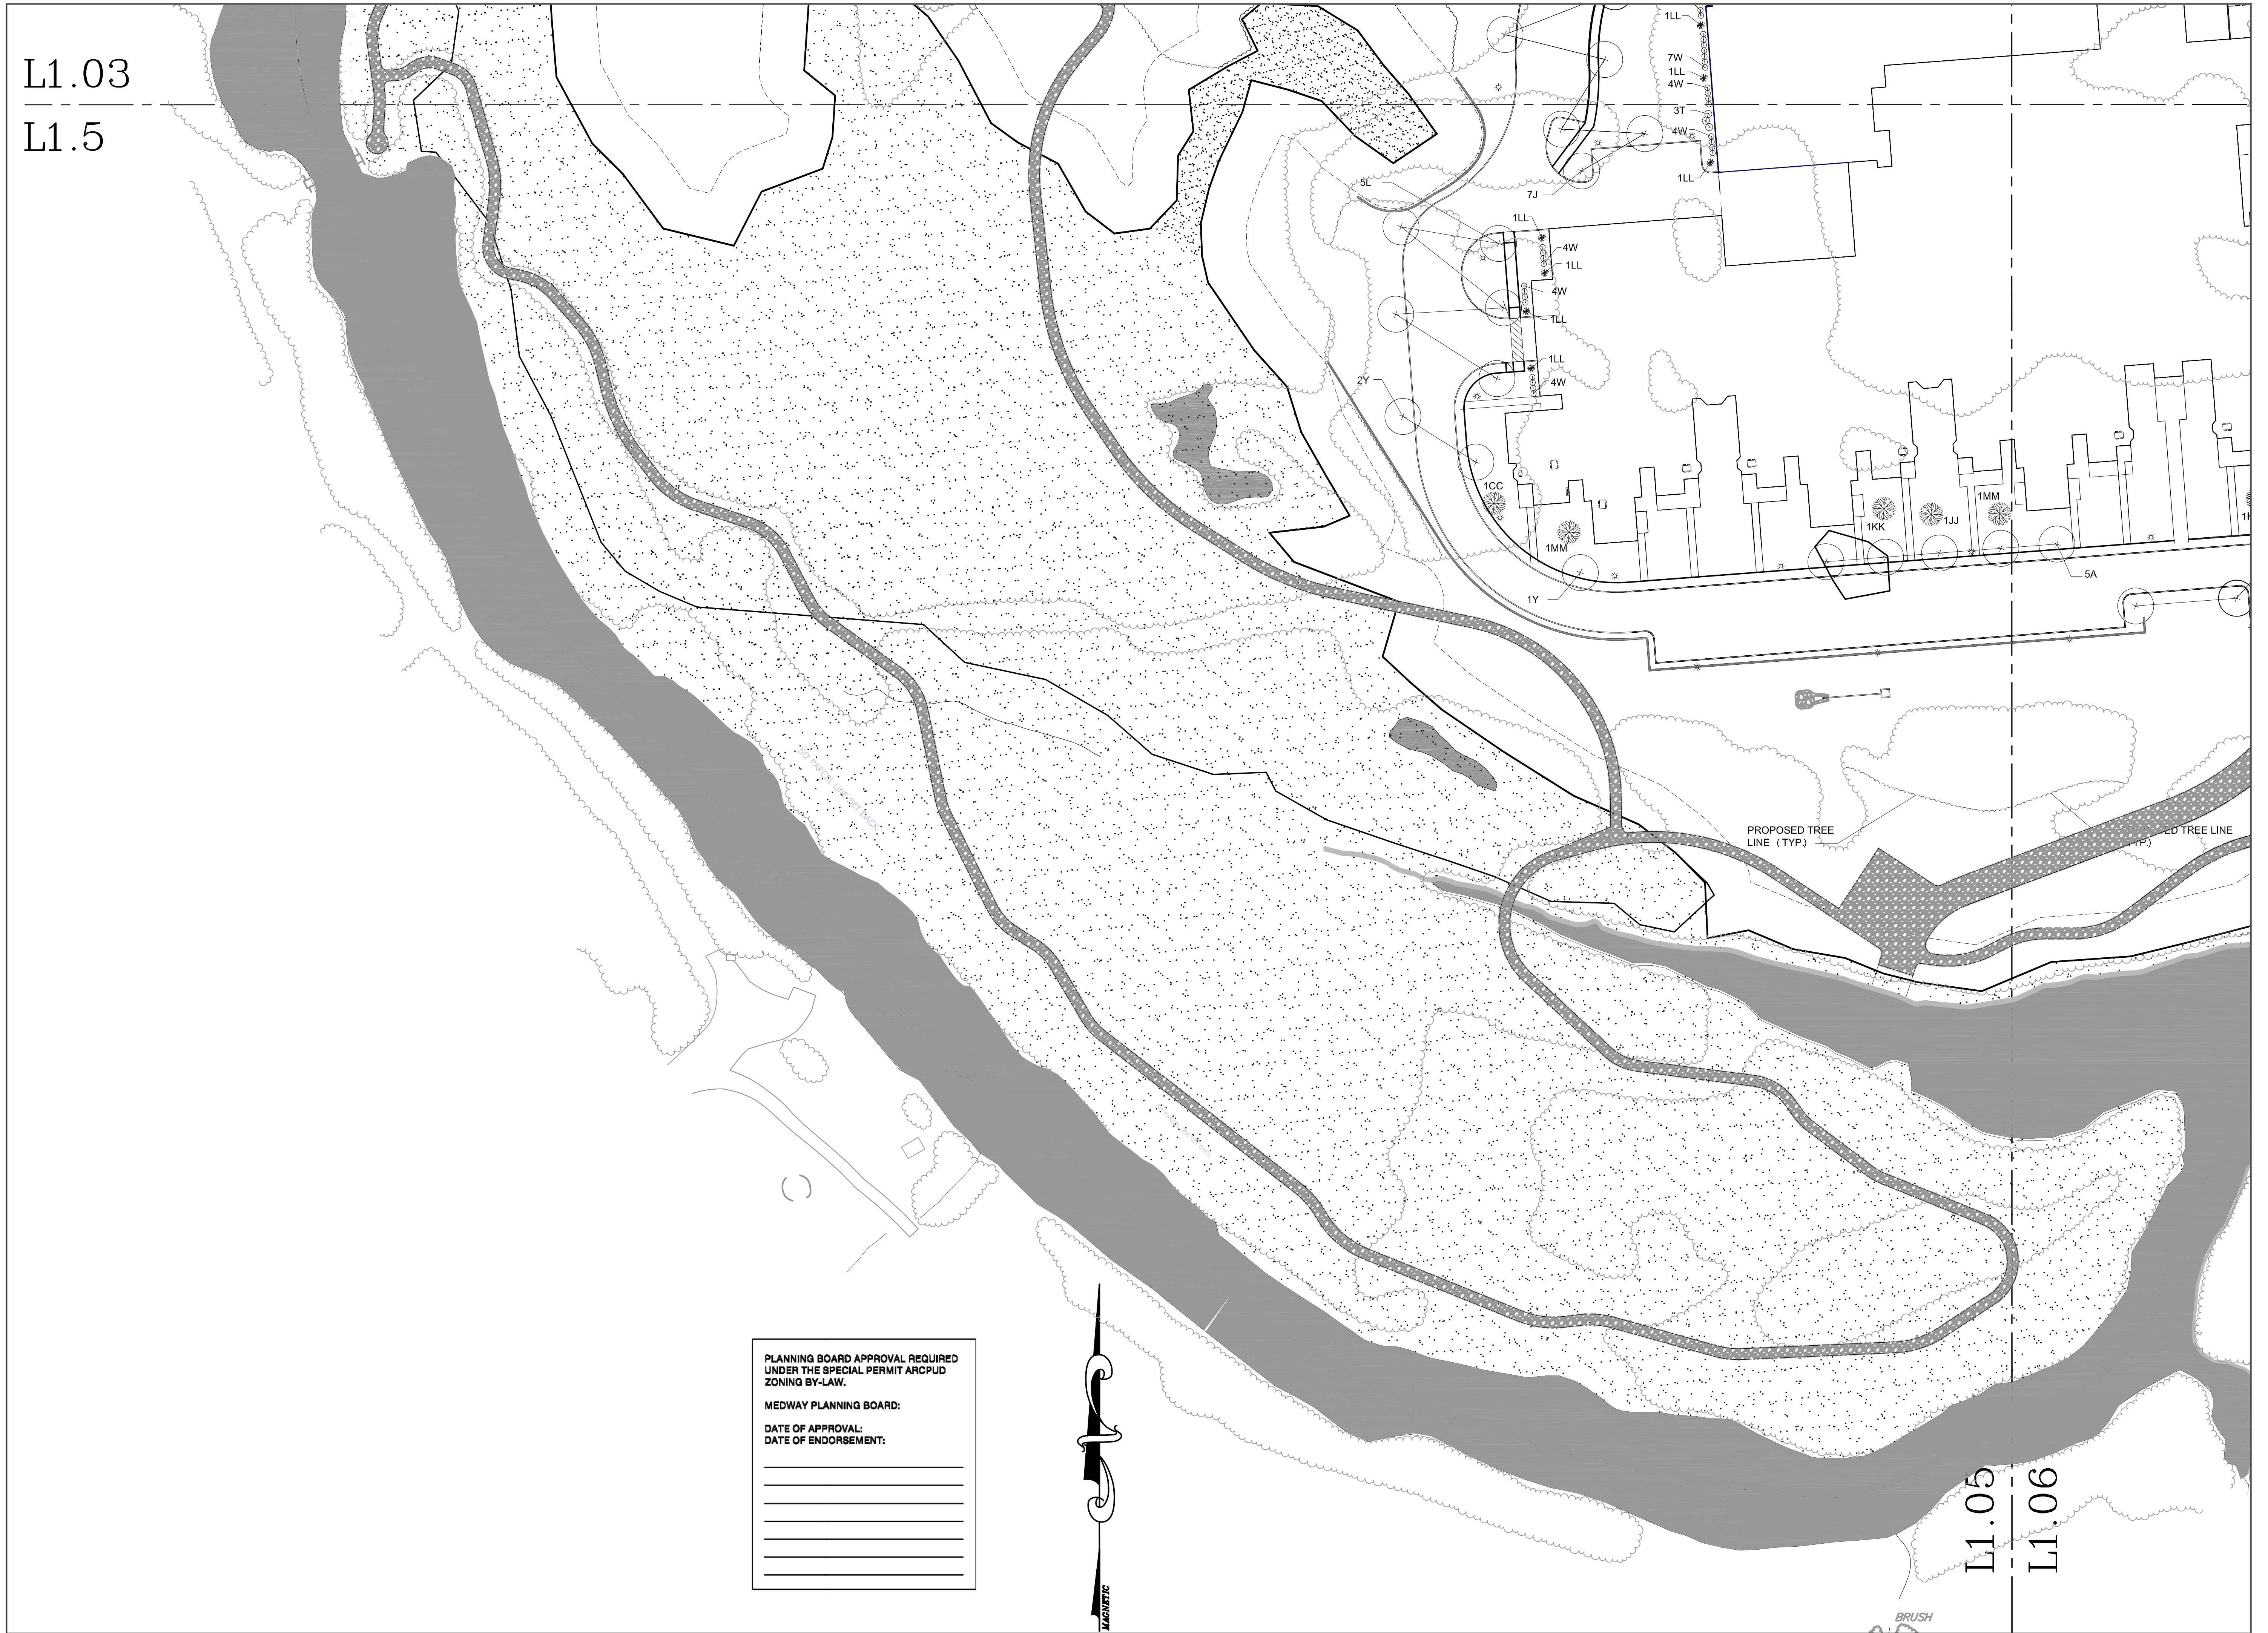 L1.03
L1.5
1LL
7W
1LL
4W
3T
4W
1LL
5L
7J
1LL
4W
1LL
4W
1LL
1LL
4W
2Y
1CC
1MM
1KK
1JJ
1MM
5A
1Y
PROPOSED TREE
LINE ( TYP.)
TREE LINE
PLANNING BOARD APPROVAL REQUIRED
UNDER THE SPECIAL PERMIT ARCPUD
ZONING BY-LAW.
MEDWAY PLANNING BOARD:
DATE OF APPROVAL:
DATE OF ENDORSEMENT:
MAGNETIC
L1.05
L1.06
BRUSH